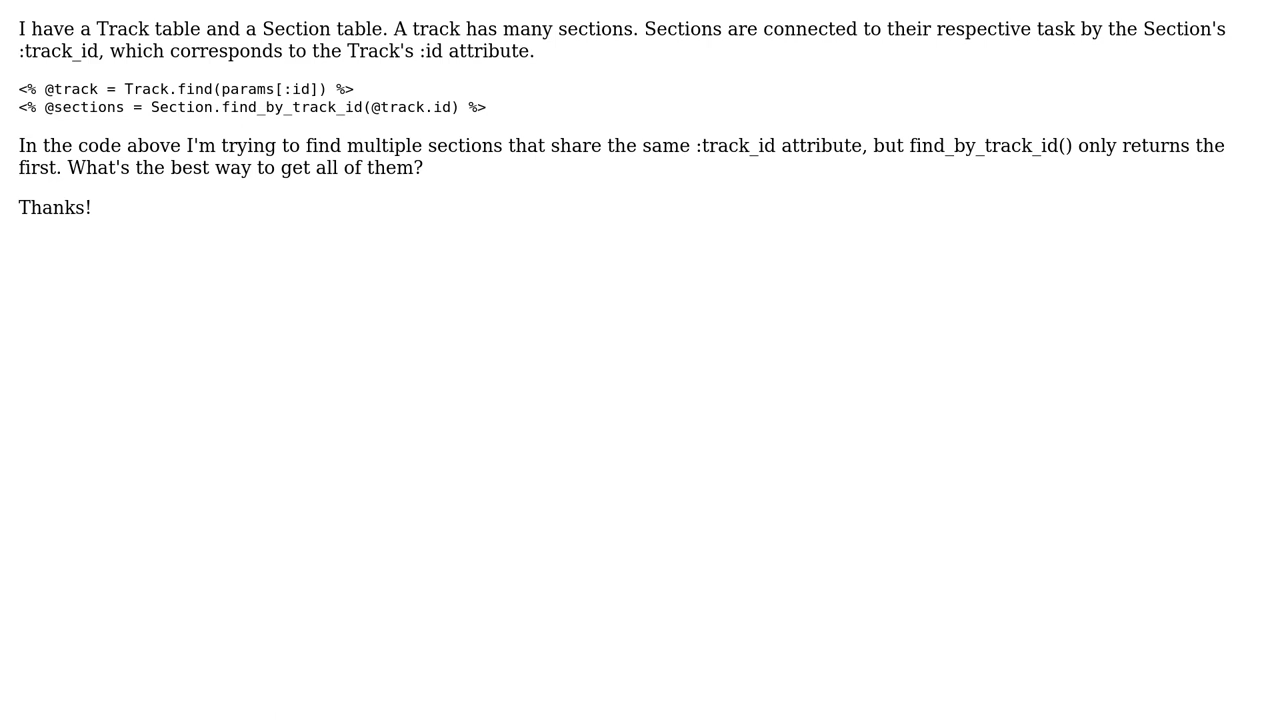 I have a Track table and a Section table. A track has many sections. Sections are connected to their respective task by the Section's
:track_id, which corresponds to the Track's :id attribute.
<% @track = Track.find(params[:id]) %>
<% @sections = Section.find_by_track_id(@track.id) %>
In the code above I'm trying to find multiple sections that share the same :track_id attribute, but find_by_track_id() only returns the
first. What's the best way to get all of them?
Thanks!